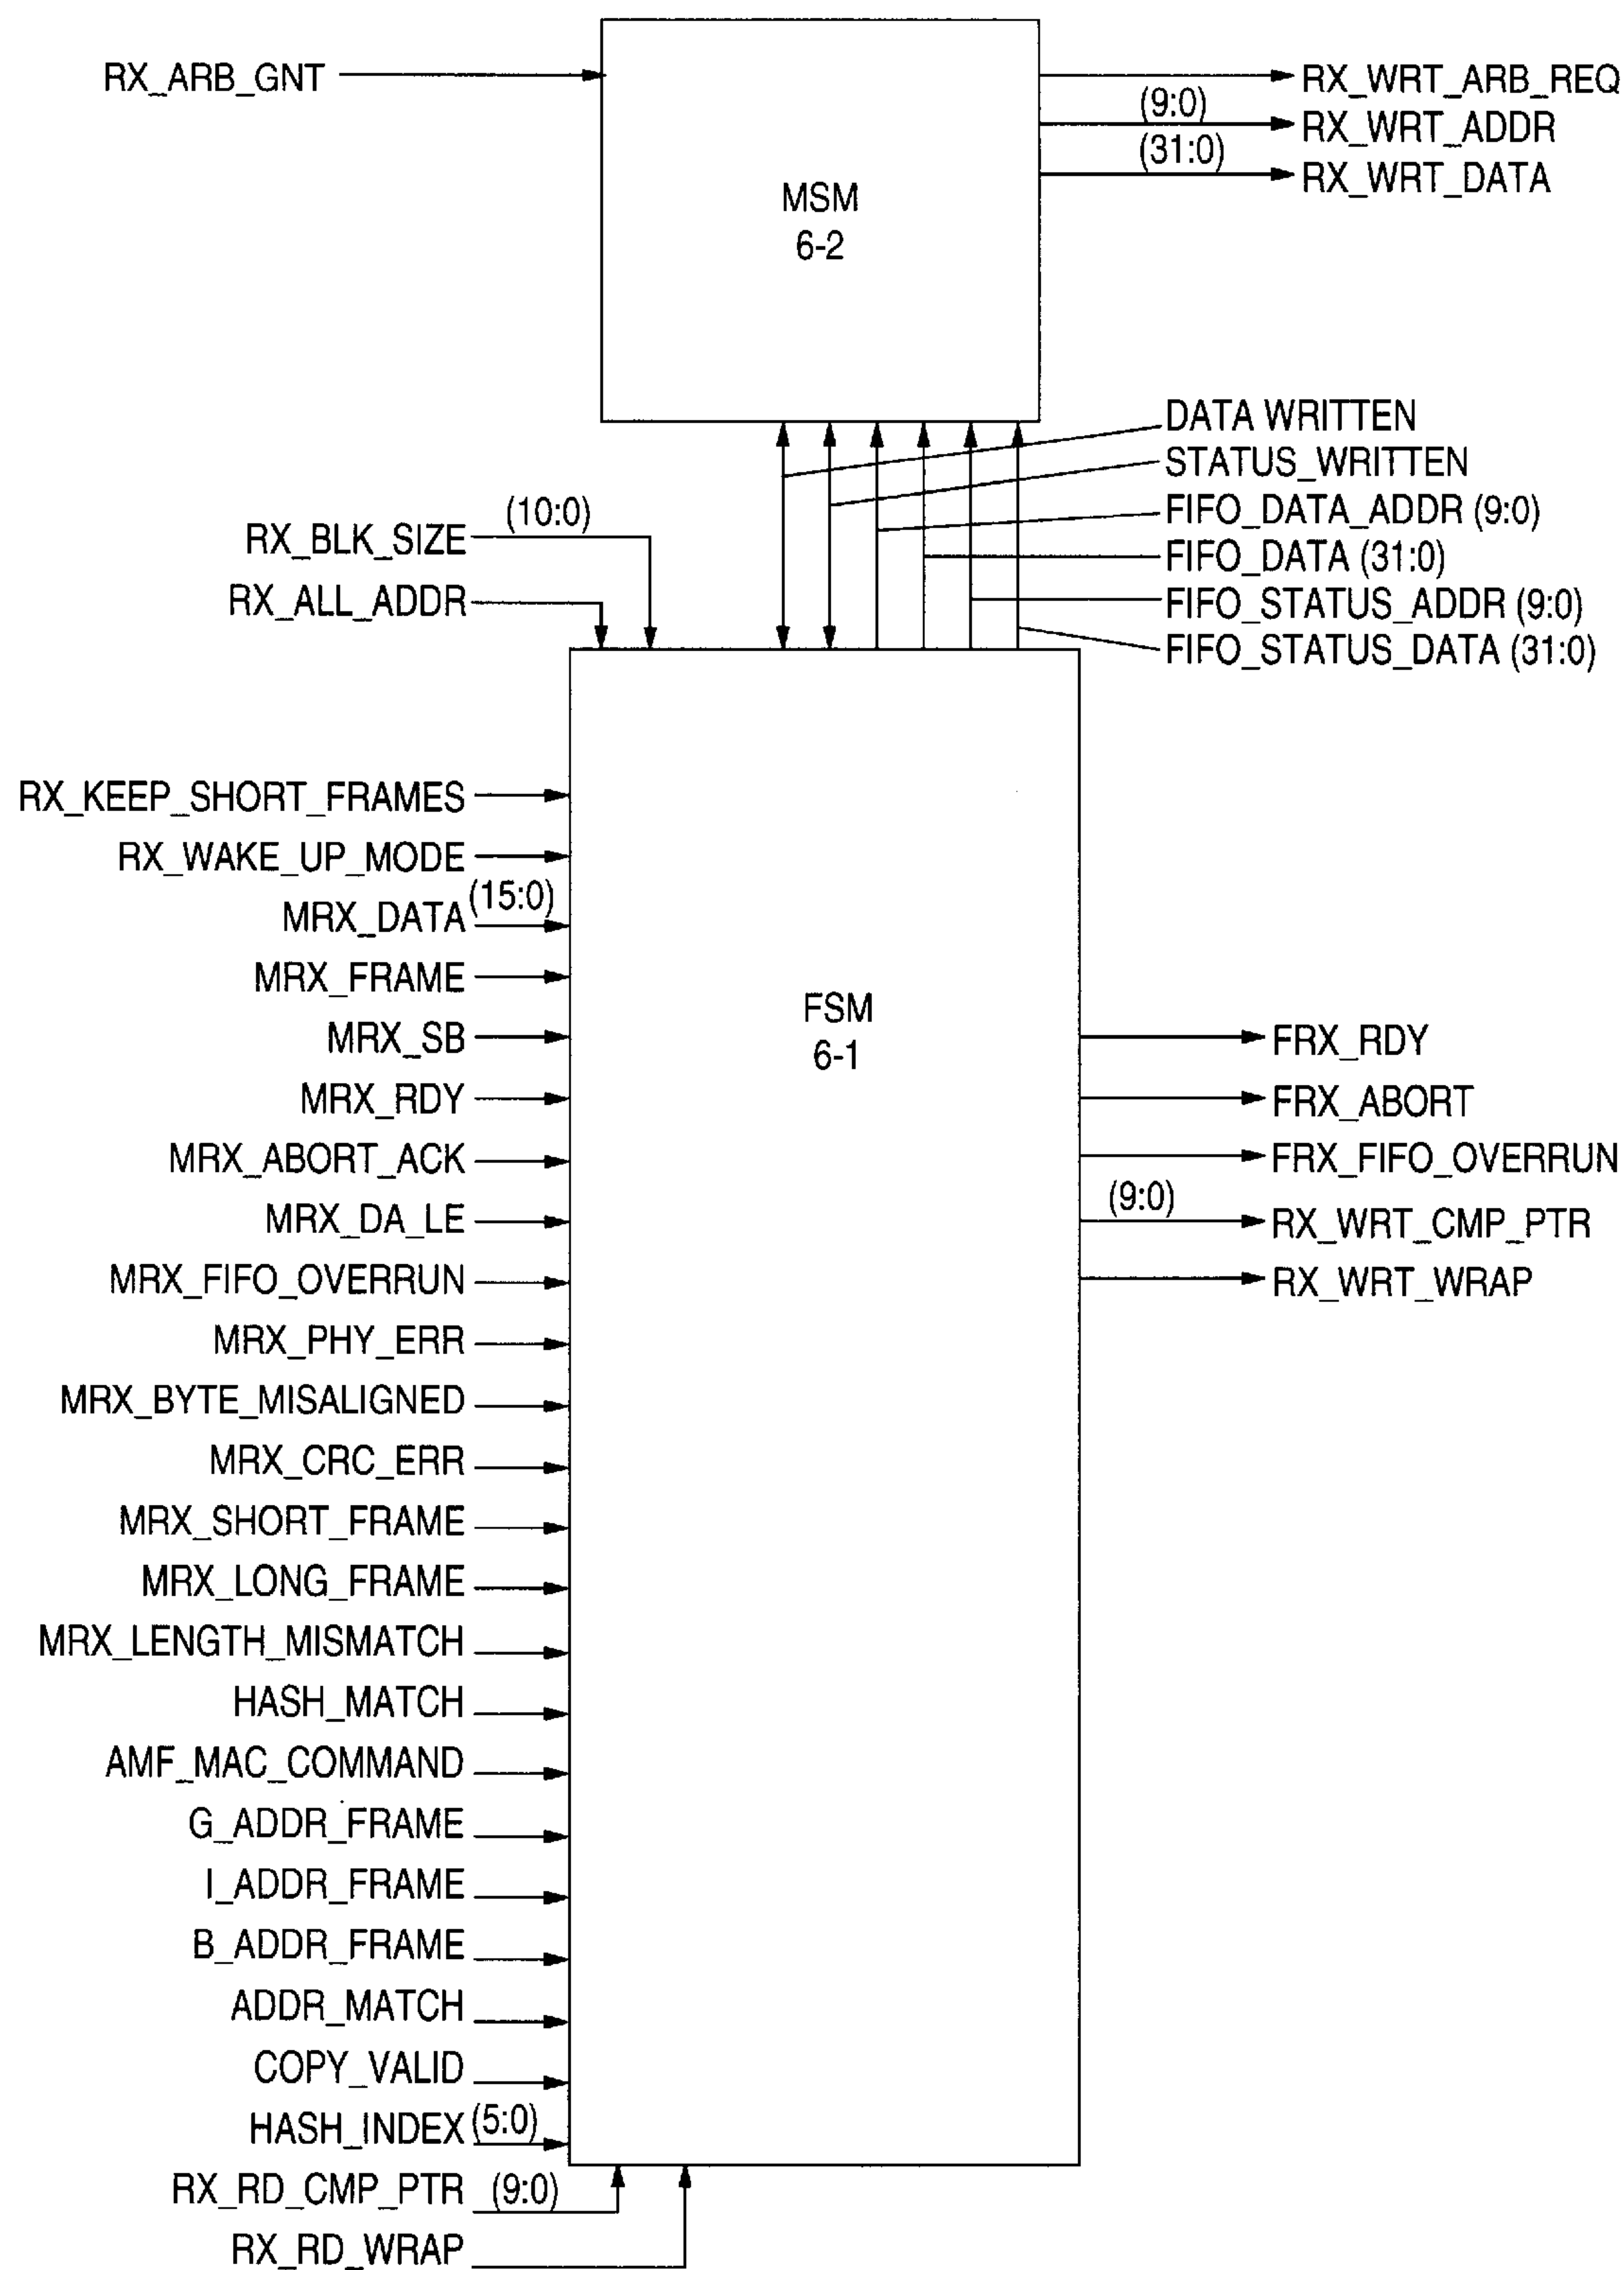 RX_ARB_GNT
RX_WRT_ARB_REQ
(9:0)
RX_WRT_ADDR
(31:0)
RX_WRT_DATA
MSM
6-2
DATA WRITTEN
STATUS_WRITTEN
FIFO_DATA_ADDR (9:0)
FIFO_DATA (31:0)
FIFO_STATUS_ADDR (9:0)
FIFO_STATUS_DATA (31:0)
RX_BLK_SIZE (10:0)
RX_ALL_ADDR
RX_KEEP_SHORT_FRAMES
RX_WAKE_UP_MODE
MRX_DATA (15:0)
MRX_FRAME
MRX_SB
MRX_RDY
MRX_ABORT_ACK
MRX_DA_LE
MRX_FIFO_OVERRUN
MRX_PHY_ERR
MRX_BYTE_MISALIGNED
MRX_CRC_ERR
MRX_SHORT_FRAME
MRX_LONG_FRAME
MRX_LENGTH_MISMATCH
HASH_MATCH
AMF_MAC_COMMAND
G_ADDR_FRAME
I_ADDR_FRAME
B_ADDR_FRAME
ADDR_MATCH
COPY_VALID
HASH_INDEX (5:0)
RX_RD_CMP_PTR (9:0)
RX_RD_WRAP
FSM
6-1
FRX_RDY
FRX_ABORT
FRX_FIFO_OVERRUN
(9:0)
RX_WRT_CMP_PTR
RX_WRT_WRAP